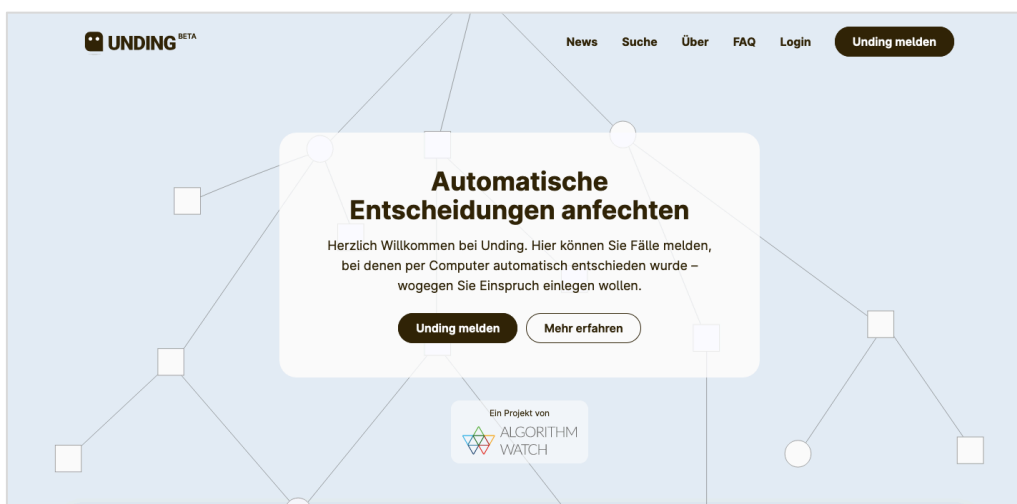 UNDING BETA
News Suche Über FAQ Login Unding melden
Automatische
Entscheidungen anfechten
Herzlich Willkommen bei Unding. Hier können Sie Fälle melden,
bei denen per Computer automatisch entschieden wurde –
wogegen Sie Einspruch einlegen wollen.
Unding melden Mehr erfahren
Ein Projekt von
ALGORITHM
WATCH